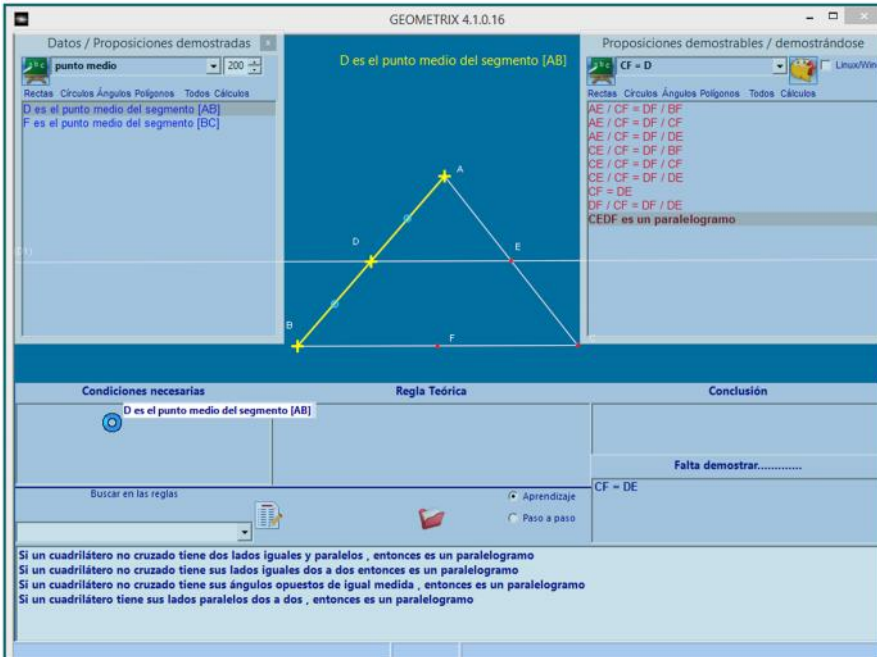 GEOMETRIX 4.1.0.16
Datos / Proposiciones demostradas
x
punto medio
200
Rectas Círculos Ángulos Polígonos Todos Cálculos
D es el punto medio del segmento [AB]
F es el punto medio del segmento [BC]
D es el punto medio del segmento [AB]
A
D
E
B
F
Proposiciones demostrables / demostrándose
CF = D
Linux/Win
Rectas Círculos Ángulos Polígonos Todos Cálculos
AE / CF = DF / BF
AE / CF = DF / CF
AE / CF = DF / DE
CE / CF = DF / BF
CE / CF = DF / CF
CE / CF = DF / DE
CF = DE
DF / CF = DF / DE
CEDF es un paralelogramo
Condiciones necesarias
D es el punto medio del segmento [AB]
Regla Teórica
Conclusión
Falta demostrar.............
CF = DE
Buscar en las reglas
Aprendizaje
Paso a paso
Si un cuadrilátero no cruzado tiene dos lados iguales y paralelos , entonces es un paralelogramo
Si un cuadrilátero no cruzado tiene sus lados iguales dos a dos entonces es un paralelogramo
Si un cuadrilátero no cruzado tiene sus ángulos opuestos de igual medida , entonces es un paralelogramo
Si un cuadrilátero tiene sus lados paralelos dos a dos , entonces es un paralelogramo